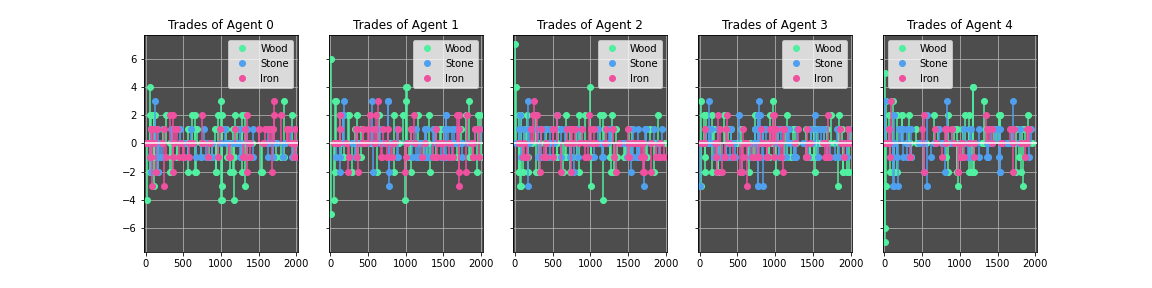 Trades of Agent 0
Trades of Agent 1
Trades of Agent 2
Trades of Agent 3
Trades of Agent 4
Wood
Stone
Iron
Wood
Stone
Iron
Wood
Stone
Iron
Wood
Stone
Iron
Wood
Stone
Iron
6
4
2
0
−2
−4
−6
0 500 1000 1500 2000
0 500 1000 1500 2000
0 500 1000 1500 2000
0 500 1000 1500 2000
0 500 1000 1500 2000